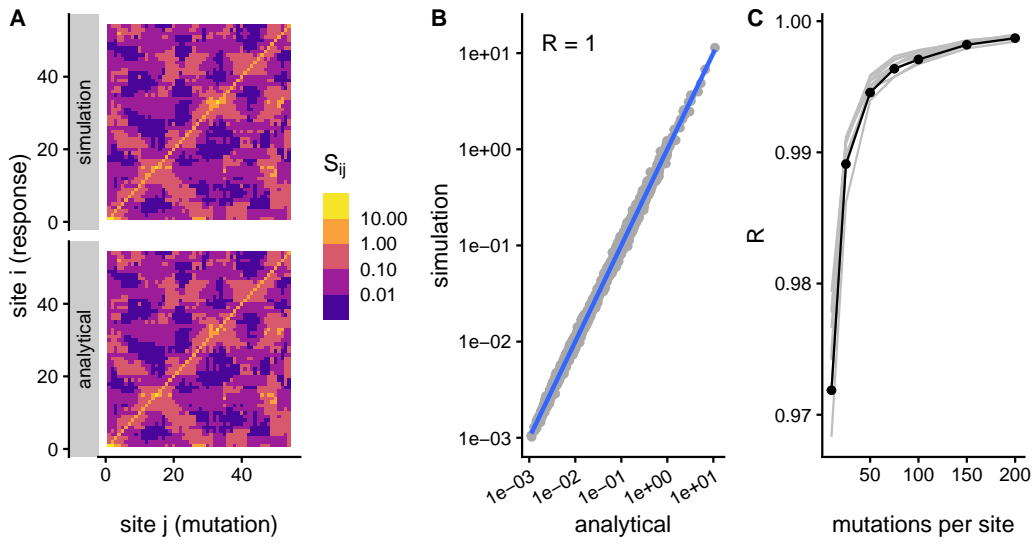 A
site i (response)
simulation
40
20
0
analytical
40
20
0
0 20 40
site j (mutation)
S_ij
10.00
1.00
0.10
0.01
B
R = 1
simulation
1e+01
1e+00
1e−01
1e−02
1e−03
1e−03 1e−02 1e−01 1e+00 1e+01
analytical
C
R
1.00
0.99
0.98
0.97
50 100 150 200
mutations per site